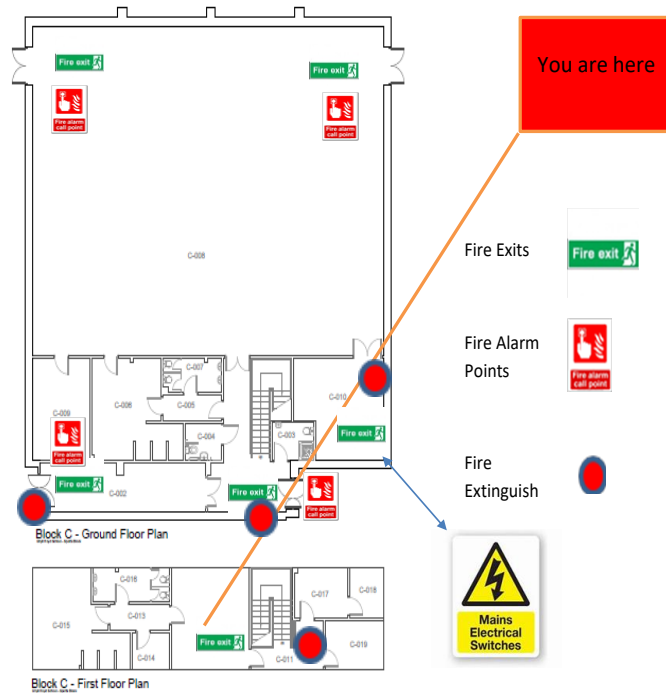 Fire exit
Fire exit
You are here
Fire alarm
call point
Fire alarm
call point
C-008
Fire Exits
Fire exit
Fire Alarm
Points
Fire alarm
call point
C-007
C-009
C-006
C-005
C-010
C-004
C-003
Fire alarm
call point
Fire exit
Fire exit
C-002
Fire exit
Fire alarm
call point
Fire
Extinguish
Block C - Ground Floor Plan
Mains
Electrical
Switches
C-016
C-017
C-018
C-015
C-013
C-014
Fire exit
C-011
C-019
Block C - First Floor Plan